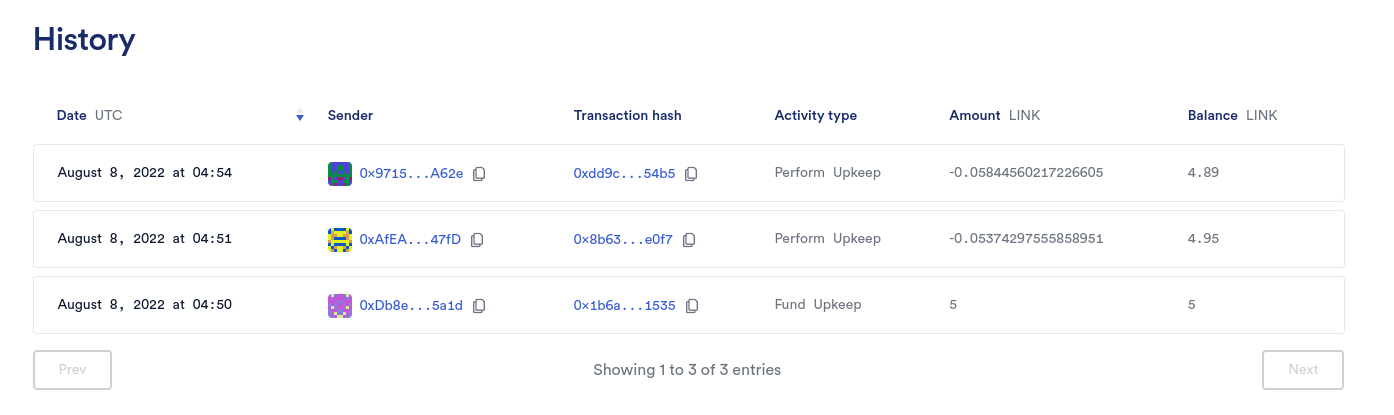 History
Date UTC Sender Transaction hash Activity type Amount LINK Balance LINK
August 8, 2022 at 04:54 0x9715...A62e 0xdd9c...54b5 Perform Upkeep -0.05844560217226605 4.89
August 8, 2022 at 04:51 0xAfEA...47fD 0x8b63...e0f7 Perform Upkeep -0.05374297555858951 4.95
August 8, 2022 at 04:50 0xDb8e...5a1d 0x1b6a...1535 Fund Upkeep 5 5
Prev Showing 1 to 3 of 3 entries Next